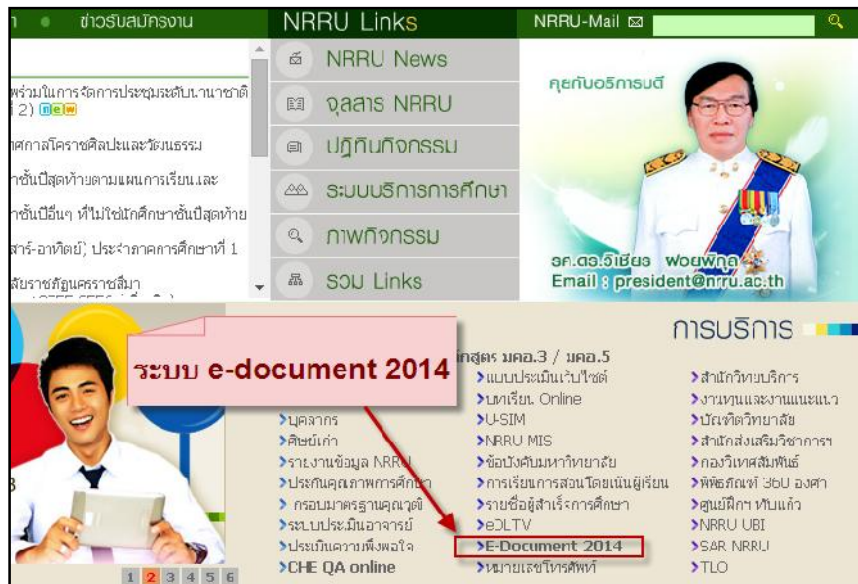 า ● ข่าวรับสมัครงาน
NRRU Links
NRRU-Mail
พร่วมในการจัดการประชุมระดับนานาชาติ
ี่ 2) new
ทศกาลโคราชศิลปะและวัฒนธรรม
าชั้นปีสุดท้ายตามแผนการเรียนและ
าชั้นปีอื่นๆ ที่ไม่ใช่นักศึกษาชั้นปีสุดท้าย
สาร์-อาทิตย์) ประจำภาคการศึกษาที่ 1
ลัยราชภัฏนครราชสีมา
NRRU News
จุลสาร NRRU
ปฏิทินกิจกรรม
ระบบบริการการศึกษา
ภาพกิจกรรม
รวม Links
คุยกับอธิการบดี
รศ.ดร.วิเชียร ฟอยพิกุล
Email : president@nrru.ac.th
การบริการ
ระบบ e-document 2014
1 2 3 4 5 6
บุคลากร
ศิษย์เก่า
รายงานข้อมูล NRRU
ประกันคุณภาพการศึกษา
กรอบมาตรฐานคุณวุฒิ
ระบบประเมินอาจารย์
ประเมินความพึงพอใจ
CHE QA online
ักสูตร มคอ.3 / มคอ.5
แบบประเมินเว็บไซต์
บทเรียน Online
U-SIM
NRRU MIS
ข้อบังคับมหาวิทยาลัย
การเรียนการสอนโดยเน้นผู้เรียน
รายชื่อผู้สำเร็จการศึกษา
eDLTV
E-Document 2014
หมายเลขโทรศัพท์
สำนักวิทยบริการ
งานทุนและงานแนะแนว
บัณฑิตวิทยาลัย
สำนักส่งเสริมวิชาการฯ
กองวิเทศสัมพันธ์
พิพิธภัณฑ์ 360 องศา
ศูนย์ฝึกฯ ทับแก้ว
NRRU UBI
SAR NRRU
TLO